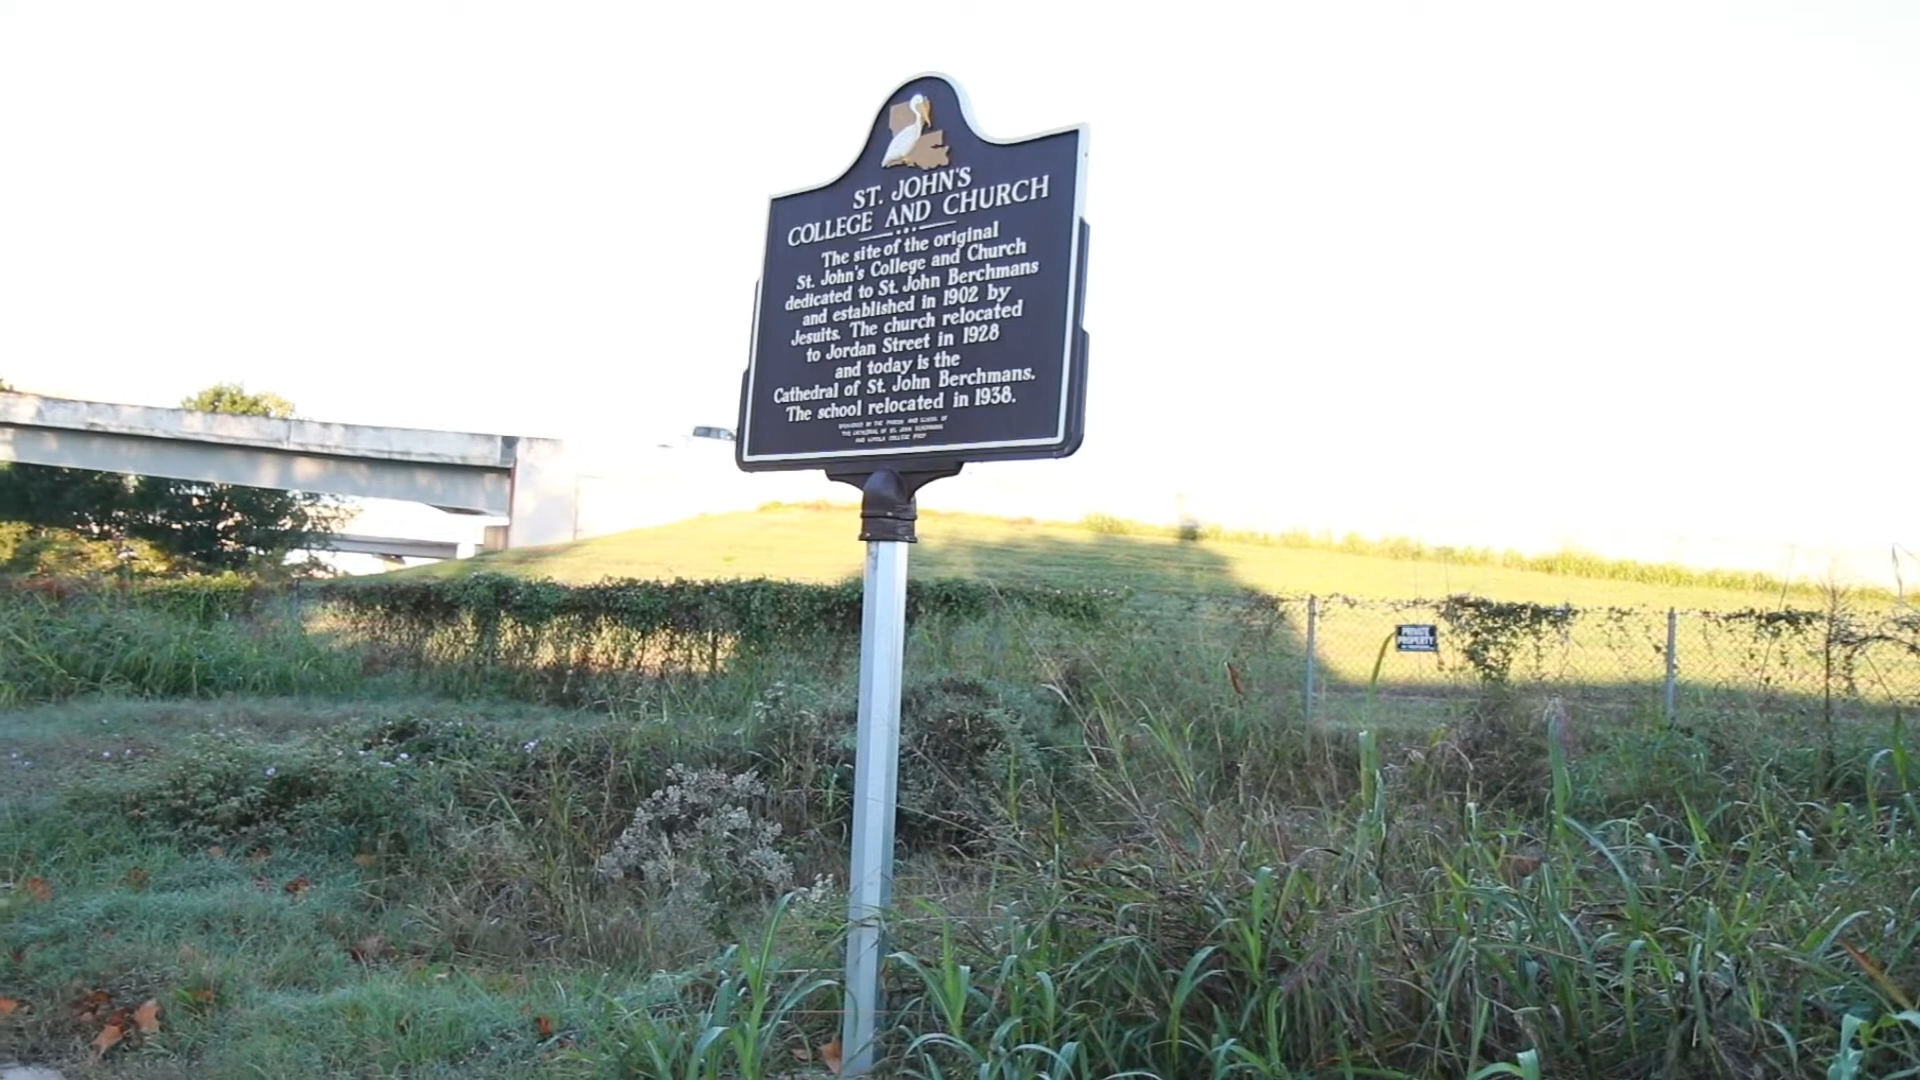 ST. JOHN'S
COLLEGE AND CHURCH
The site of the original
St. John's College and Church
dedicated to St. John Berchmans
and established in 1902 by
Jesuits. The church relocated
to Jordan Street in 1928
and today is the
Cathedral of St. John Berchmans.
The school relocated in 1938.
SPONSORED BY THE PARISH AND SCHOOL OF
THE CATHEDRAL OF ST. JOHN BERCHMANS
AND LOYOLA COLLEGE PREP
PRIVATE
PROPERTY